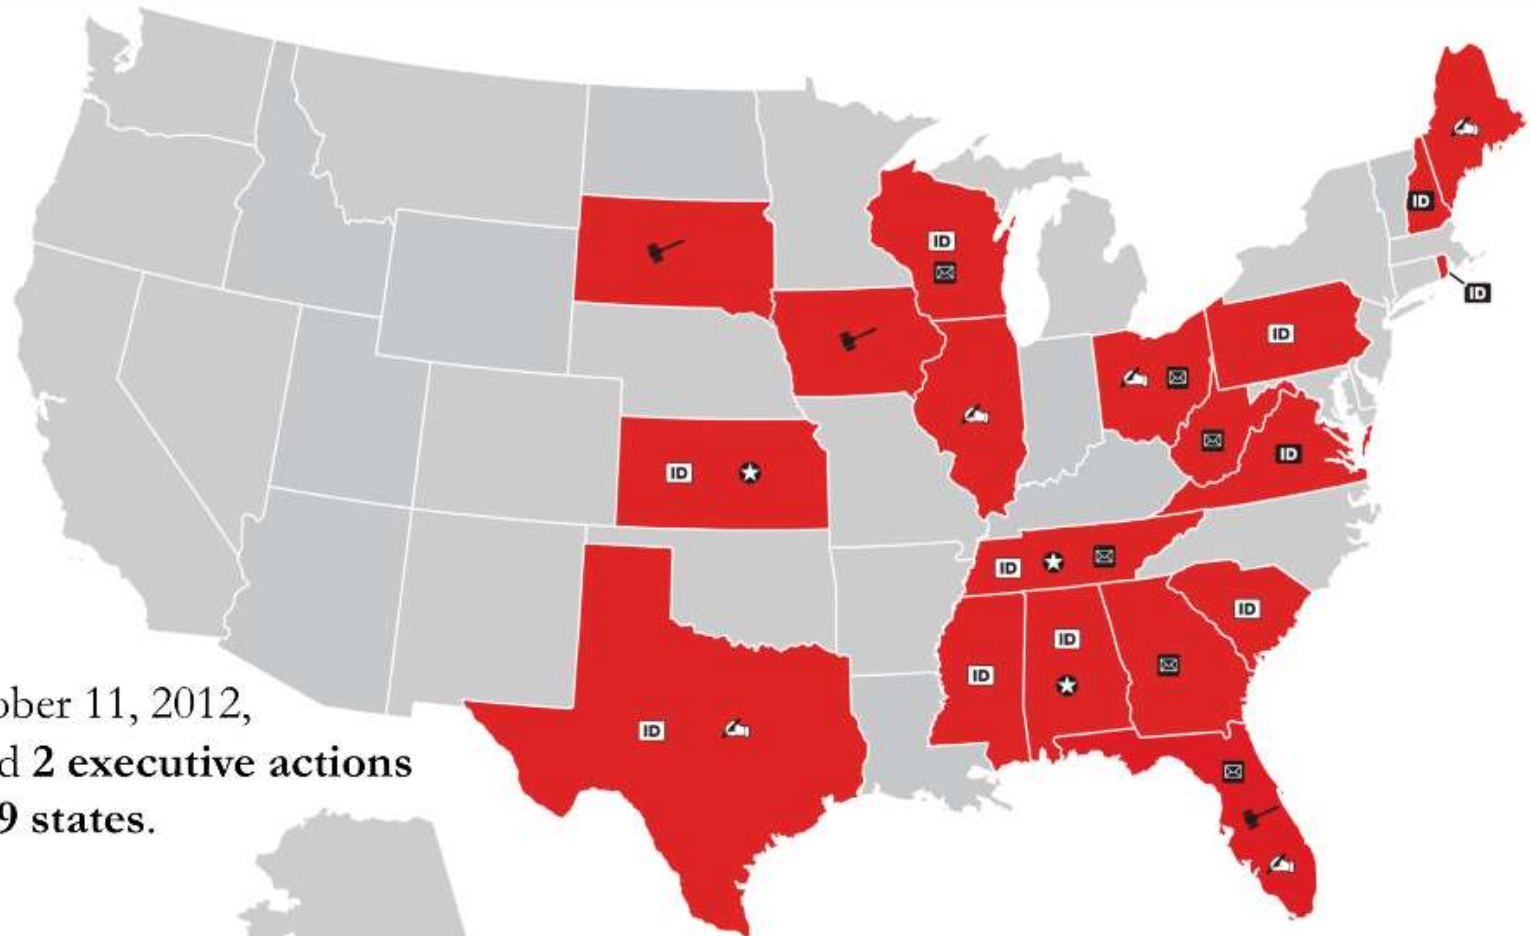 ID
ID
ID
ID
ID
ID
ID
ID
ID
ID
ID
ober 11, 2012,
ID
d 2 executive actions
9 states.